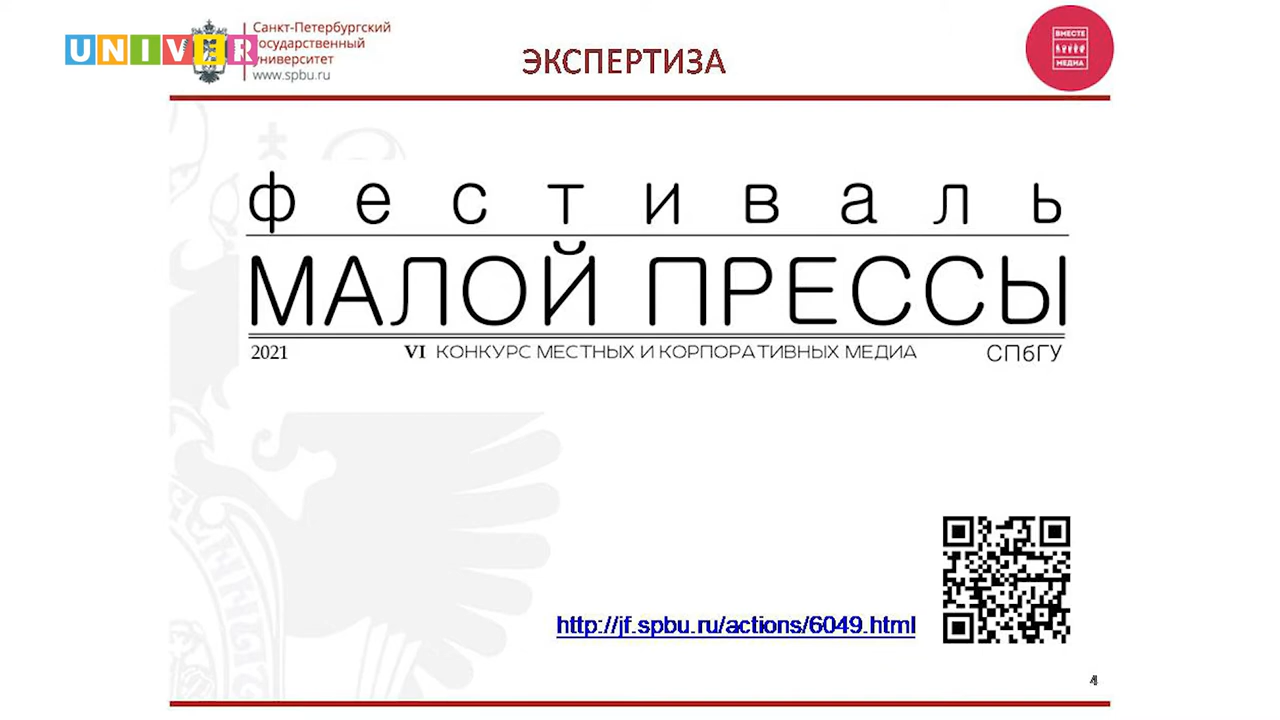 UNIVER
Санкт-Петербургский
государственный
университет
www.spbu.ru
ЭКСПЕРТИЗА
ВМЕСТЕ
МЕДИА
фестиваль
МАЛОЙ ПРЕССЫ
2021 VI КОНКУРС МЕСТНЫХ И КОРПОРАТИВНЫХ МЕДИА СПбГУ
http://jf.spbu.ru/actions/6049.html
4